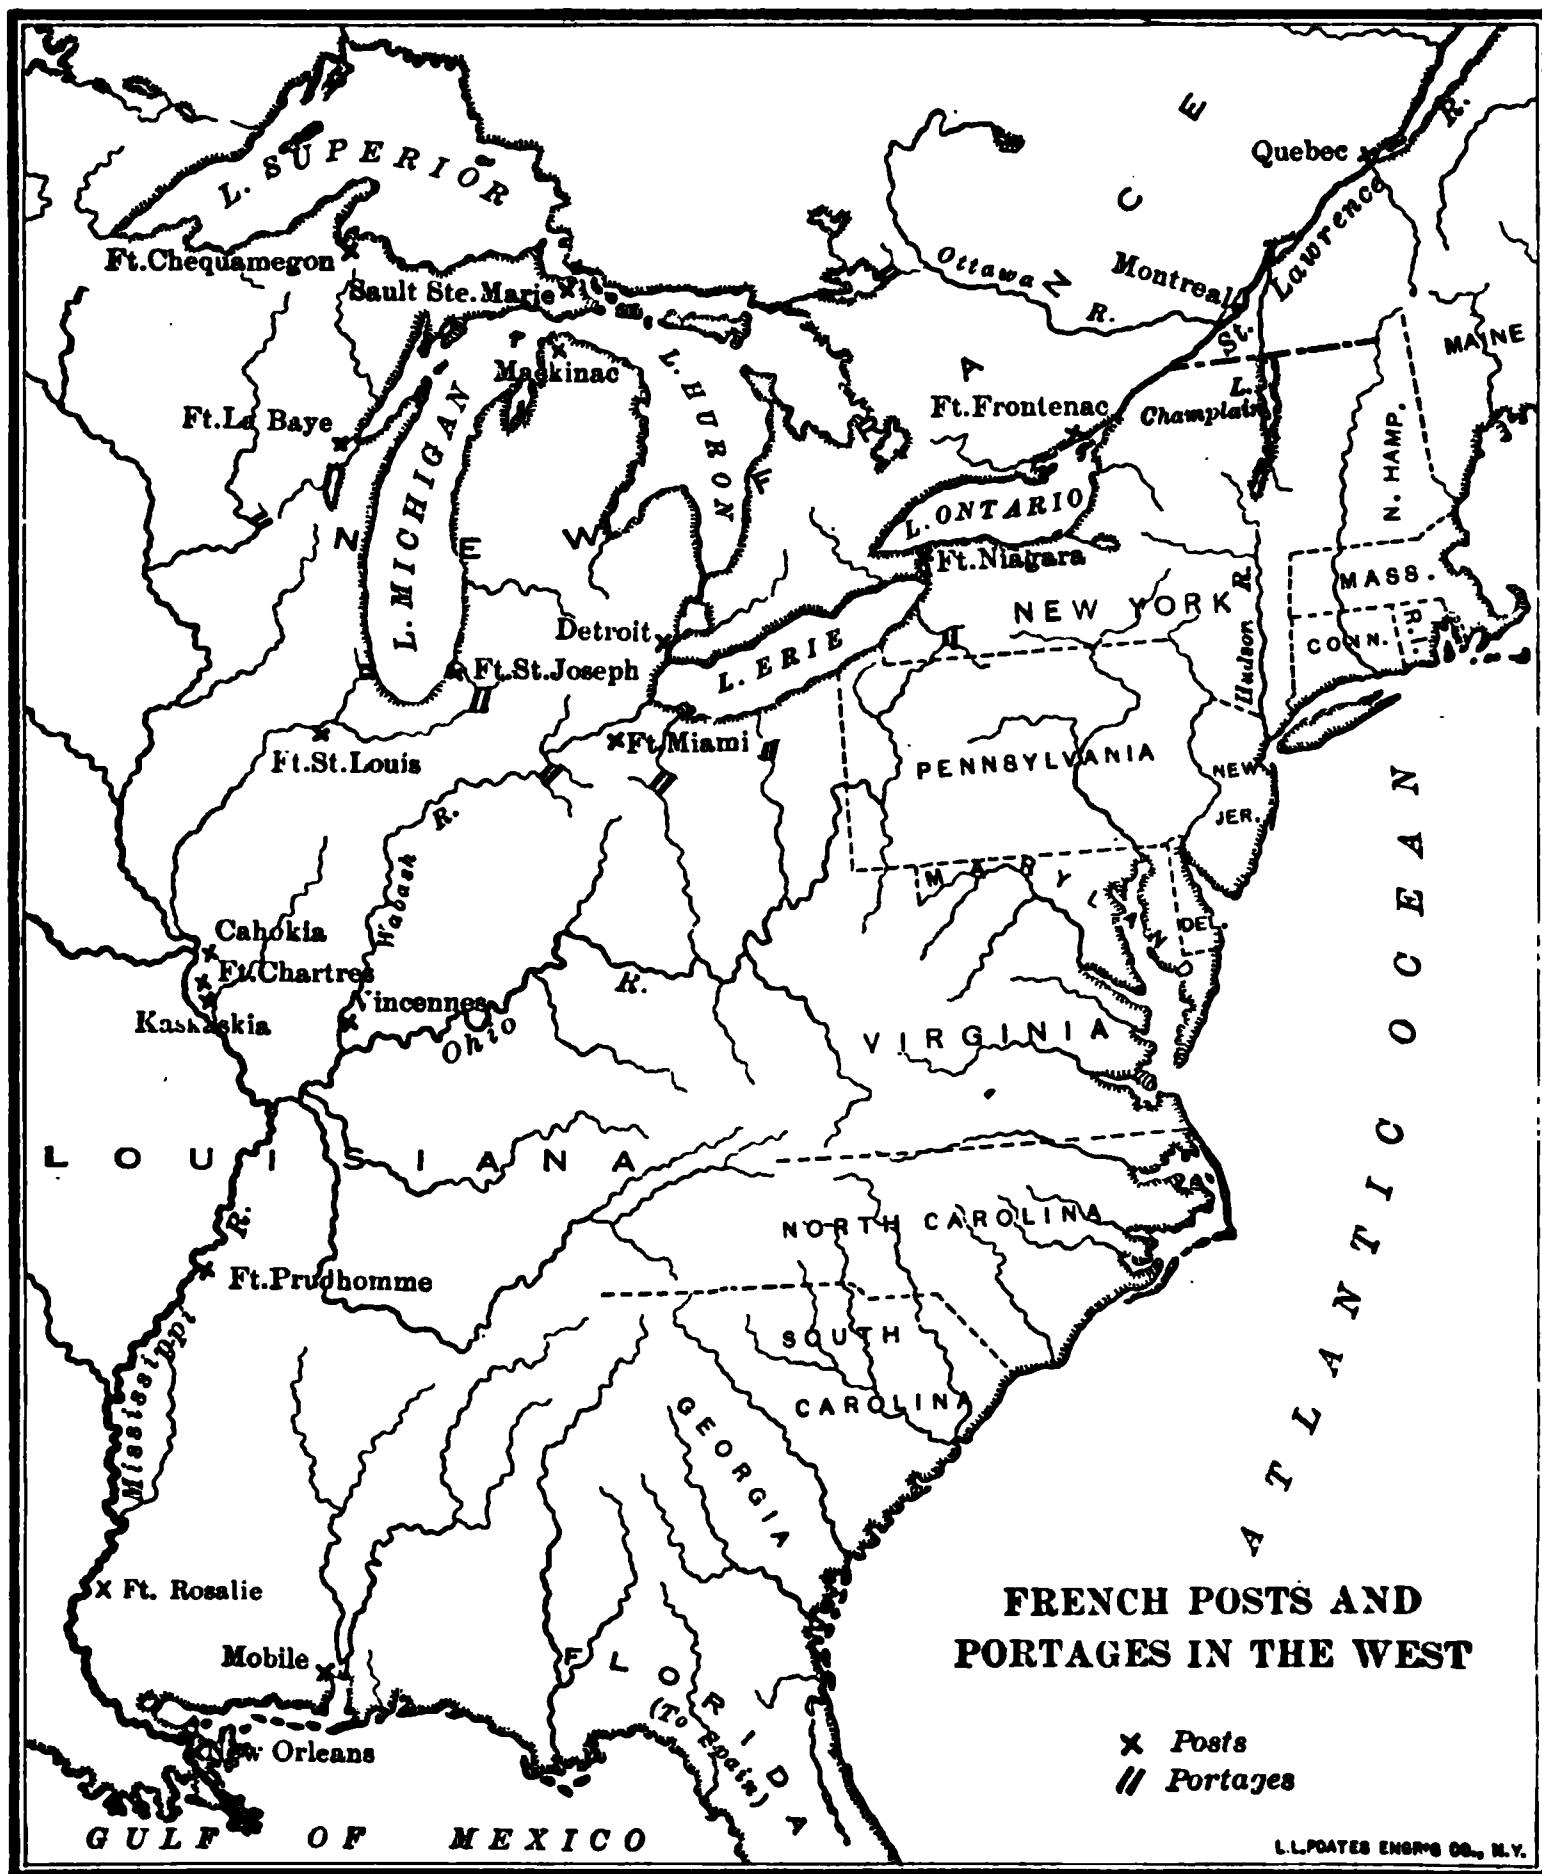 L. SUPERIOR
Quebec
R.
Ft.Chequamegon
Sault Ste.Marie
Ottawa
R.
Montreal
St.
Lawrence
NEW FRANCE
Mackinac
L. HURON
L. MICHIGAN
Ft.La Baye
Ft.Frontenac
L.
Champlain
MAINE
N. HAMP.
L. ONTARIO
Ft.Niagara
MASS.
CONN.
R.I.
NEW YORK
Hudson R.
Detroit
L. ERIE
Ft.St.Joseph
Ft.St.Louis
Ft.Miami
PENNSYLVANIA
NEW
JER.
Wabash R.
MARYLAND
DEL.
Cahokia
Ft.Chartres
Kaskaskia
Vincennes
Ohio R.
VIRGINIA
LOUISIANA
NORTH CAROLINA
Ft.Prudhomme
Mississippi R.
SOUTH
CAROLINA
GEORGIA
ATLANTIC OCEAN
Ft. Rosalie
Mobile
New Orleans
FLORIDA
(To Spain)
GULF OF MEXICO
FRENCH POSTS AND
PORTAGES IN THE WEST
Posts
Portages
L.L.POATES ENGR'G CO., N.Y.